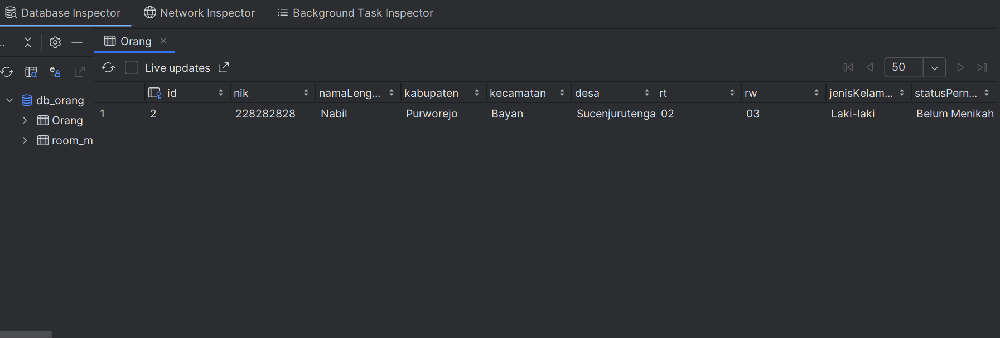 Database Inspector Network Inspector Background Task Inspector
.. Orang
Live updates 50
id nik namaLeng... kabupaten kecamatan desa rt rw jenisKelam... statusPern...
db_orang
1 2 228282828 Nabil Purworejo Bayan Sucenjurutenga 02 03 Laki-laki Belum Menikah
Orang
room_m